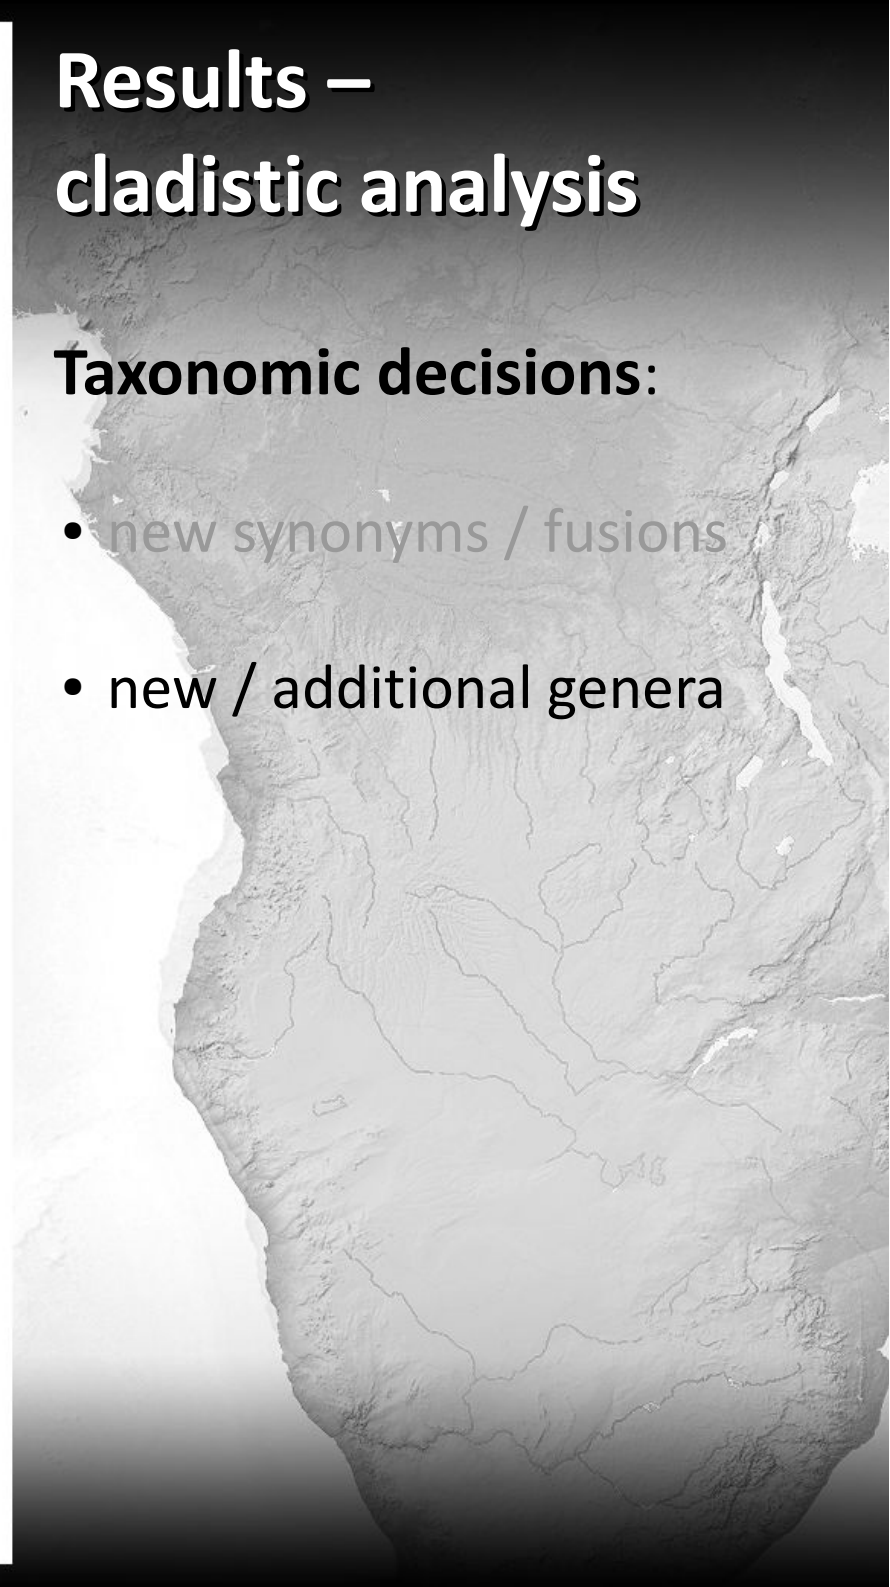 Results –
cladistic analysis
Taxonomic decisions:
• new synonyms / fusions
• new / additional genera